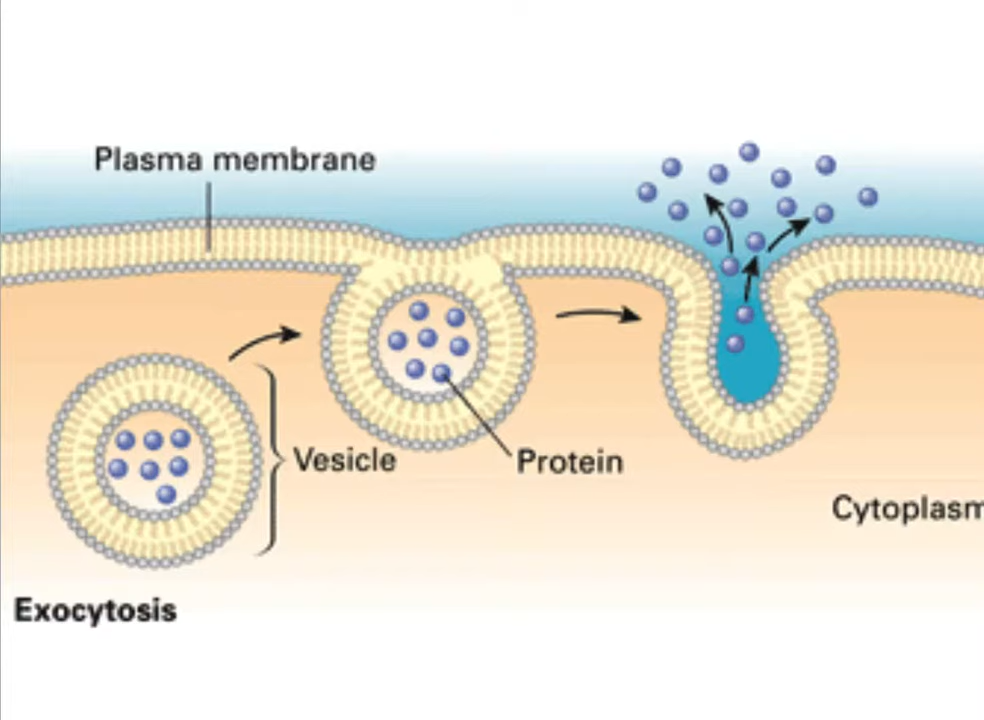 Plasma membrane
Vesicle
Protein
Cytoplasm
Exocytosis